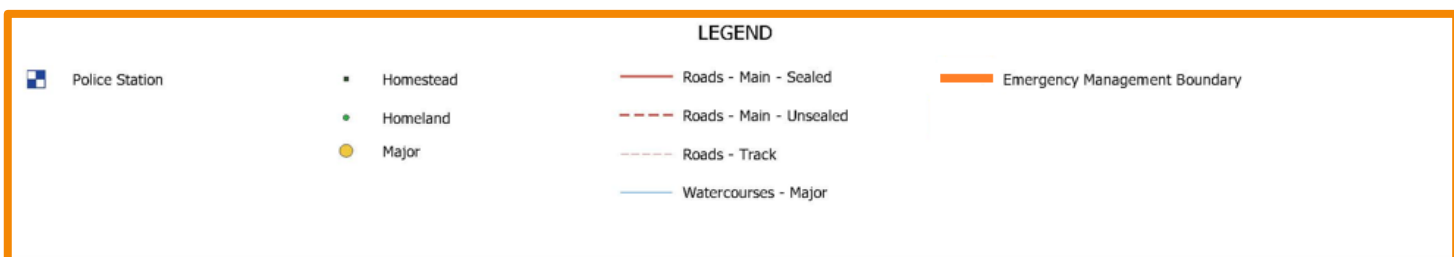 LEGEND
Police Station
Homestead
Homeland
Major
Roads - Main - Sealed
Roads - Main - Unsealed
Roads - Track
Watercourses - Major
Emergency Management Boundary